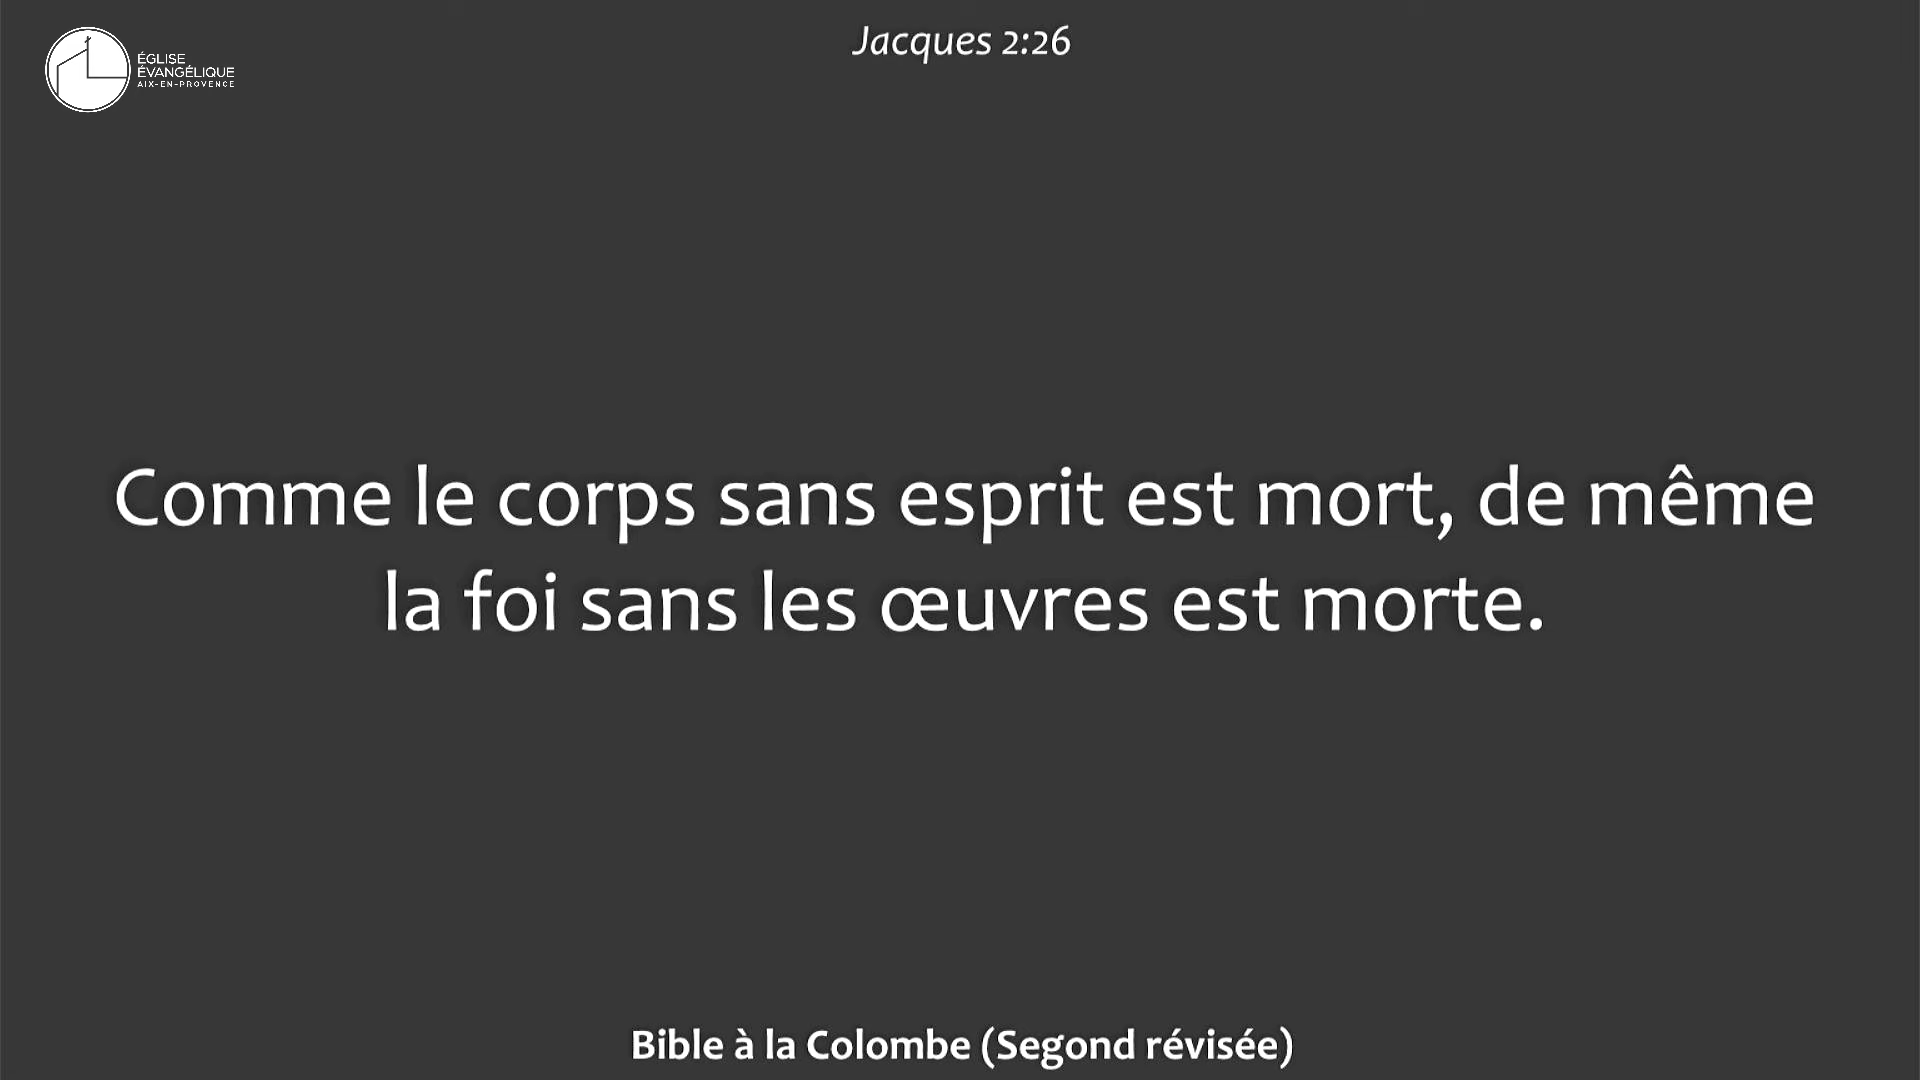 Jacques 2:26
ÉGLISE
ÉVANGÉLIQUE
AIX-EN-PROVENCE
Comme le corps sans esprit est mort, de même
la foi sans les œuvres est morte.
Bible à la Colombe (Segond révisée)